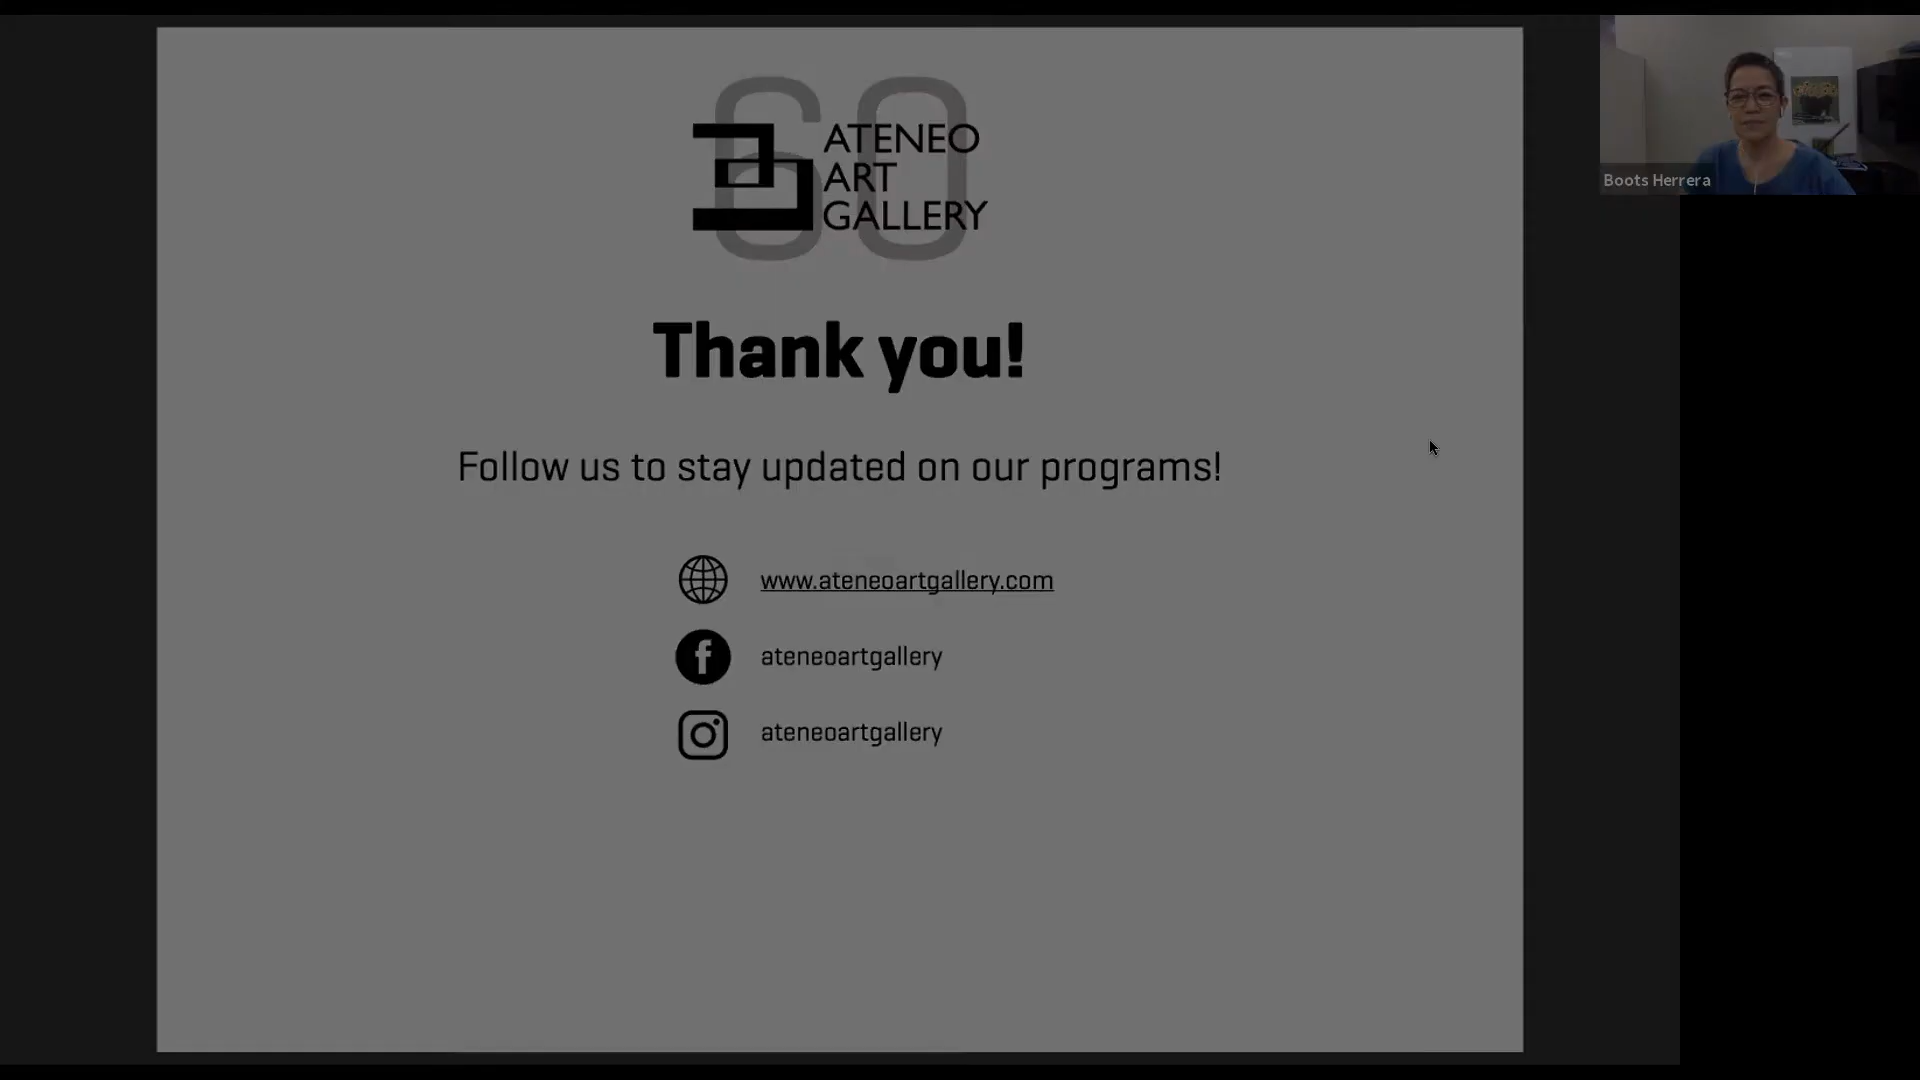 60
ATENEO
ART
GALLERY
Thank you!
Follow us to stay updated on our programs!
www.ateneoartgallery.com
ateneoartgallery
ateneoartgallery
Boots Herrera